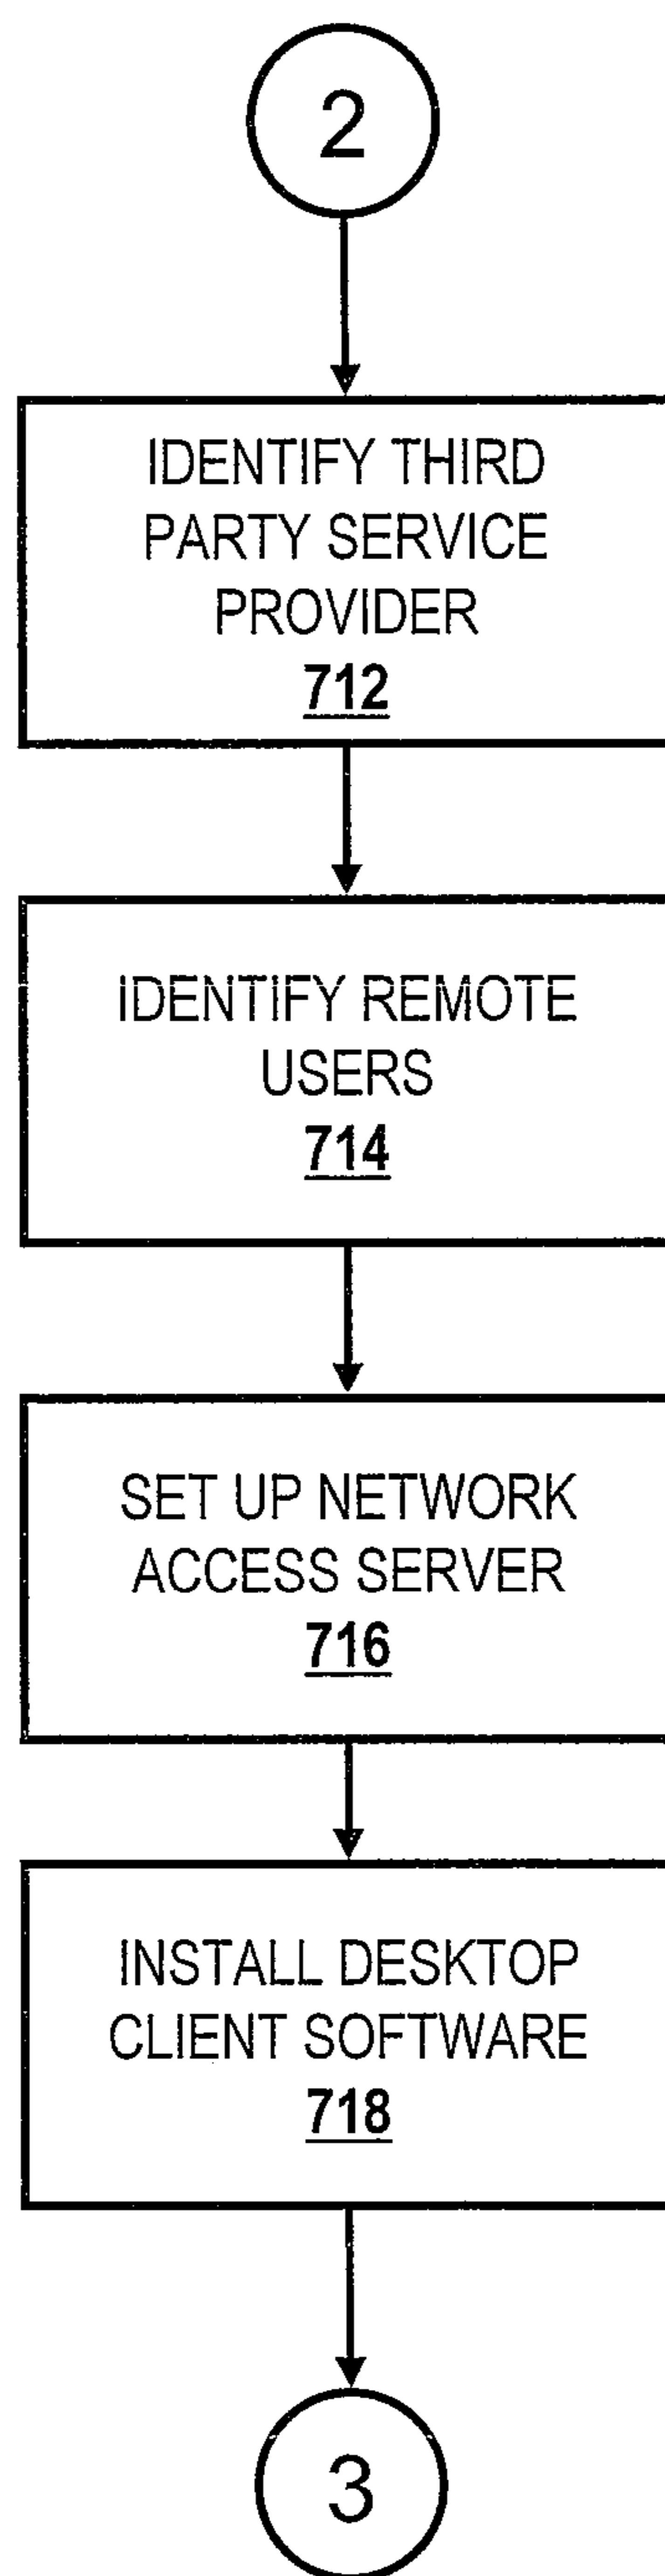 2
IDENTIFY THIRD
PARTY SERVICE
PROVIDER
712
IDENTIFY REMOTE
USERS
714
SET UP NETWORK
ACCESS SERVER
716
INSTALL DESKTOP
CLIENT SOFTWARE
718
3